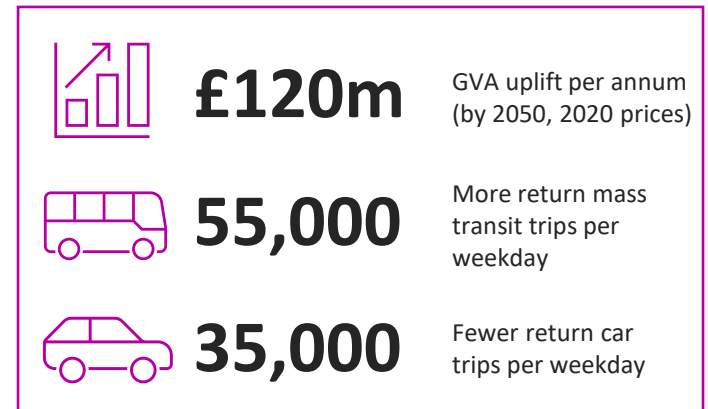 £120m
GVA uplift per annum
(by 2050, 2020 prices)
55,000
More return mass
transit trips per
weekday
35,000
Fewer return car
trips per weekday